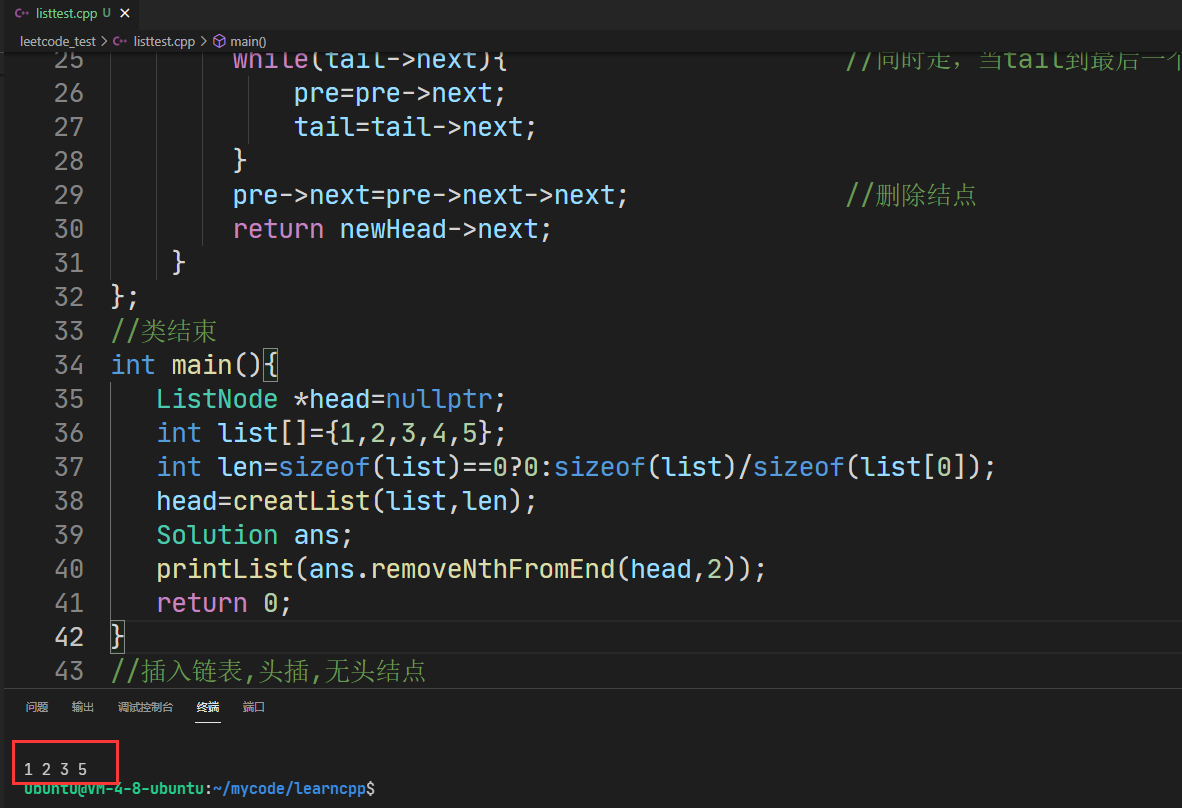 listtest.cpp U
leetcode_test > listtest.cpp > main()
25 while(tail->next){ //同时走，当tail到最后一个
26 pre=pre->next;
27 tail=tail->next;
28 }
29 pre->next=pre->next->next; //删除结点
30 return newHead->next;
31 }
32 };
33 //类结束
34 int main(){
35 ListNode *head=nullptr;
36 int list[]={1,2,3,4,5};
37 int len=sizeof(list)==0?0:sizeof(list)/sizeof(list[0]);
38 head=creatList(list,len);
39 Solution ans;
40 printList(ans.removeNthFromEnd(head,2));
41 return 0;
42 }
43 //插入链表,头插,无头结点
问题 输出 调试控制台 终端 端口
1 2 3 5
ubuntu@VM-4-8-ubuntu:~/mycode/learncpp$